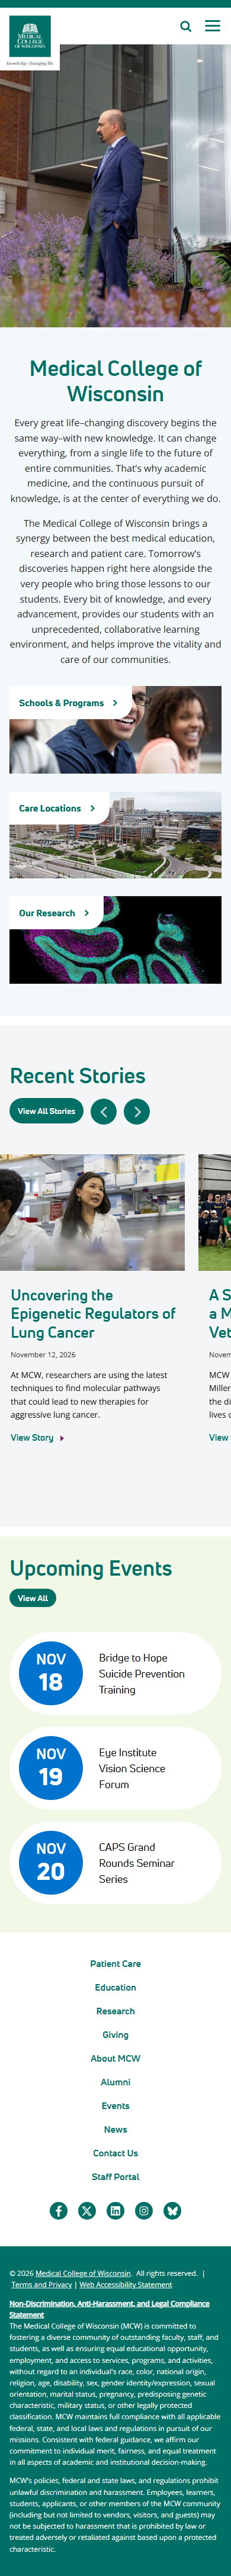 MEDICAL
COLLEGE
OF WISCONSIN
knowledge changing life
Medical College of
Wisconsin
Every great life–changing discovery begins the
same way–with new knowledge. It can change
everything, from a single life to the future of
entire communities. That's why academic
medicine, and the continuous pursuit of
knowledge, is at the center of everything we do.
The Medical College of Wisconsin brings a
synergy between the best medical education,
research and patient care. Tomorrow's
discoveries happen right here alongside the
very people who bring those lessons to our
students. Every bit of knowledge, and every
advancement, provides our students with an
unprecedented, collaborative learning
environment, and helps improve the vitality and
care of our communities.
Schools & Programs
Care Locations
Our Research
Recent Stories
View All Stories
Uncovering the
Epigenetic Regulators of
Lung Cancer
November 12, 2026
At MCW, researchers are using the latest
techniques to find molecular pathways
that could lead to new therapies for
aggressive lung cancer.
View Story
A S
a M
Vet
Novem
MCW
Miller
the di
lives c
View
Upcoming Events
View All
NOV
18
Bridge to Hope
Suicide Prevention
Training
NOV
19
Eye Institute
Vision Science
Forum
NOV
20
CAPS Grand
Rounds Seminar
Series
Patient Care
Education
Research
Giving
About MCW
Alumni
Events
News
Contact Us
Staff Portal
© 2026 Medical College of Wisconsin. All rights reserved. |
Terms and Privacy | Web Accessibility Statement
Non-Discrimination, Anti-Harassment, and Legal Compliance
Statement
The Medical College of Wisconsin (MCW) is committed to
fostering a diverse community of outstanding faculty, staff, and
students, as well as ensuring equal educational opportunity,
employment, and access to services, programs, and activities,
without regard to an individual's race, color, national origin,
religion, age, disability, sex, gender identity/expression, sexual
orientation, marital status, pregnancy, predisposing genetic
characteristic, military status, or other legally protected
classification. MCW maintains full compliance with all applicable
federal, state, and local laws and regulations in pursuit of our
missions. Consistent with federal guidance, we affirm our
commitment to individual merit, fairness, and equal treatment
in all aspects of academic and institutional decision-making.
MCW's policies, federal and state laws, and regulations prohibit
unlawful discrimination and harassment. Employees, learners,
students, applicants, or other members of the MCW community
(including but not limited to vendors, visitors, and guests) may
not be subjected to harassment that is prohibited by law or
treated adversely or retaliated against based upon a protected
characteristic.